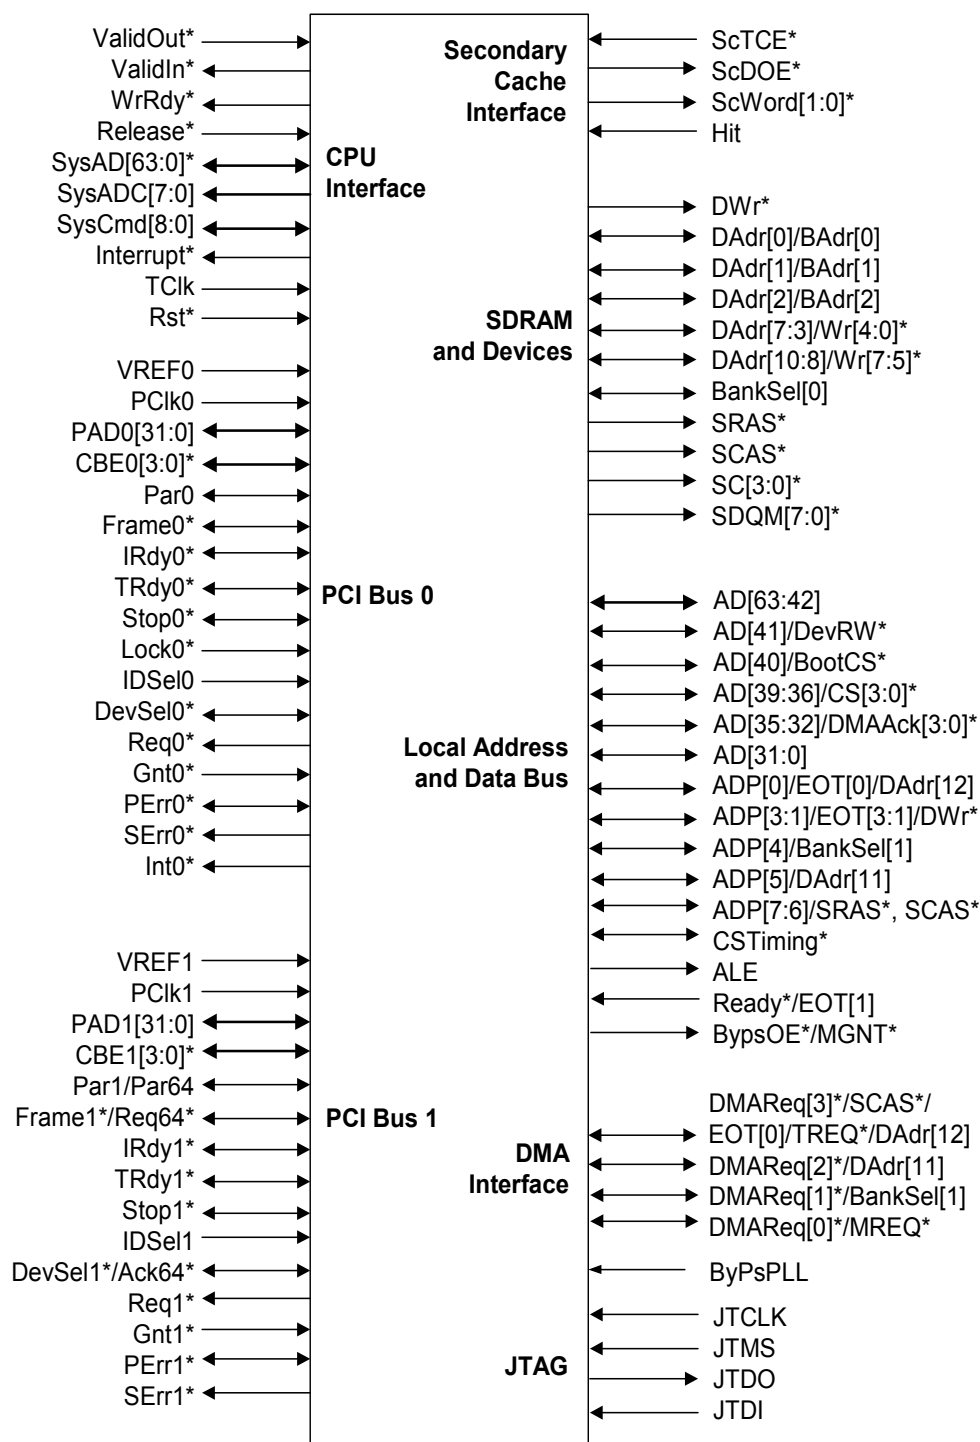 ValidOut*
ValidIn*
WrRdy*
Release*
SysAD[63:0]*
SysADC[7:0]
SysCmd[8:0]
Interrupt*
TClk
Rst*
VREF0
PClk0
PAD0[31:0]
CBE0[3:0]*
Par0
Frame0*
IRdy0*
TRdy0*
Stop0*
Lock0*
IDSel0
DevSel0*
Req0*
Gnt0*
PErr0*
SErr0*
Int0*
VREF1
PClk1
PAD1[31:0]
CBE1[3:0]*
Par1/Par64
Frame1*/Req64*
IRdy1*
TRdy1*
Stop1*
IDSel1
DevSel1*/Ack64*
Req1*
Gnt1*
PErr1*
SErr1*
CPU
Interface
PCI Bus 0
PCI Bus 1
Secondary
Cache
Interface
SDRAM
and Devices
Local Address
and Data Bus
DMA
Interface
JTAG
ScTCE*
ScDOE*
ScWord[1:0]*
Hit
DWr*
DAdr[0]/BAdr[0]
DAdr[1]/BAdr[1]
DAdr[2]/BAdr[2]
DAdr[7:3]/Wr[4:0]*
DAdr[10:8]/Wr[7:5]*
BankSel[0]
SRAS*
SCAS*
SC[3:0]*
SDQM[7:0]*
AD[63:42]
AD[41]/DevRW*
AD[40]/BootCS*
AD[39:36]/CS[3:0]*
AD[35:32]/DMAAck[3:0]*
AD[31:0]
ADP[0]/EOT[0]/DAdr[12]
ADP[3:1]/EOT[3:1]/DWr*
ADP[4]/BankSel[1]
ADP[5]/DAdr[11]
ADP[7:6]/SRAS*, SCAS*
CSTiming*
ALE
Ready*/EOT[1]
BypsOE*/MGNT*
DMAReq[3]*/SCAS*/
EOT[0]/TREQ*/DAdr[12]
DMAReq[2]*/DAdr[11]
DMAReq[1]*/BankSel[1]
DMAReq[0]*/MREQ*
ByPsPLL
JTCLK
JTMS
JTDO
JTDI